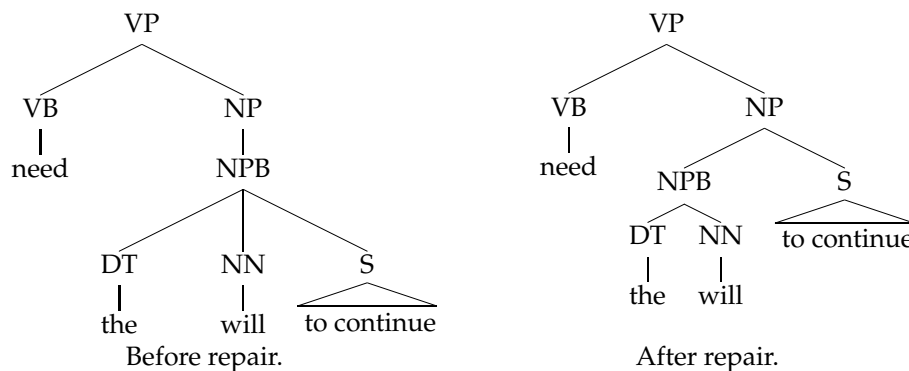 VP VP
VB NP VB NP
need NPB need NPB S
DT NN S DT NN to continue
the will to continue the will
Before repair. After repair.